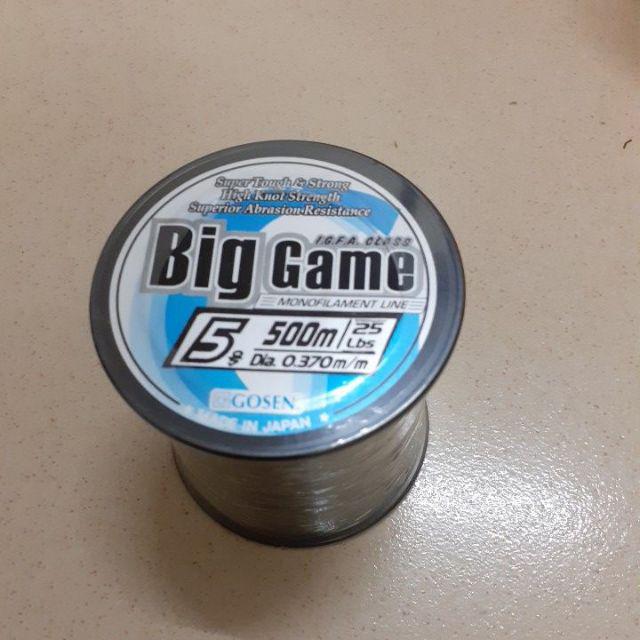 Super Tough & Strong
High Knot Strength
Superior Abrasion Resistance
I.G.F.A. CLASS
Big Game
MONOFILAMENT LINE
5号 500m 25 Lbs
Dia. 0.370m/m
GOSEN
MADE IN JAPAN